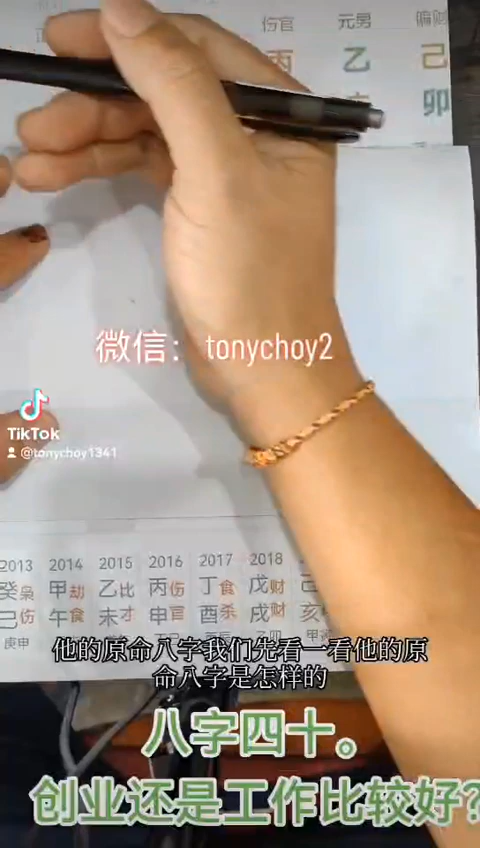 伤官 元男 偏财
丙 乙 己
卯
微信: tonychoy2
TikTok
@tonychoy1341
2013 2014 2015 2016 2017 2018
癸枭 甲劫 乙比 丙伤 丁食 戊财 己
巳伤 午食 未才 申官 酉杀 戌财 亥
庚申
他的原命八字我们先看一看他的原
命八字是怎样的
八字四十。
创业还是工作比较好?